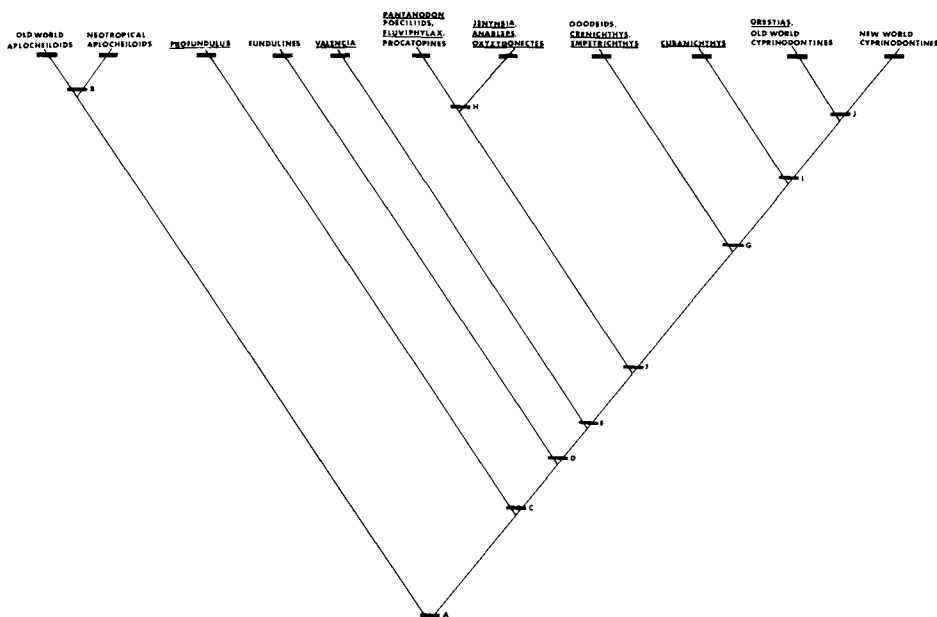 OLD WORLD
APLOCHEILOIDS
NEOTROPICAL
APLOCHEILOIDS
PROFUNDULUS
FUNDULINES
VALENCIA
PANTANODON
POECILIIDS,
FLUVIPHYLAX,
PROCATOPINES
JENYNSIA,
ANABLEPS,
OXYZYGONECTES
GOODEIDS,
CRENICHTHYS,
EMPETRICHTHYS
CUBANICHTHYS
ORESTIAS,
OLD WORLD
CYPRINODONTINES
NEW WORLD
CYPRINODONTINES
B
H
J
I
G
F
E
D
C
A